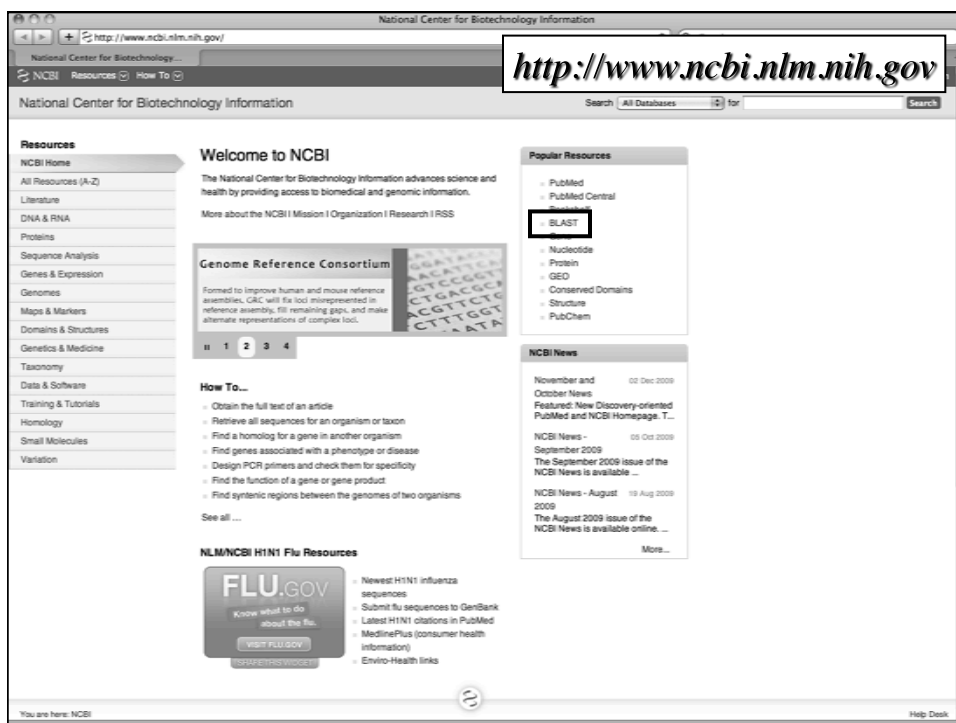 National Center for Biotechnology Information
http://www.ncbi.nlm.nih.gov/
National Center for Biotechnology...
http://www.ncbi.nlm.nih.gov
NCBI Resources How To
National Center for Biotechnology Information
Search All Databases for Search
Resources
NCBI Home
All Resources (A-Z)
Literature
DNA & RNA
Proteins
Sequence Analysis
Genes & Expression
Genomes
Maps & Markers
Domains & Structures
Genetics & Medicine
Taxonomy
Data & Software
Training & Tutorials
Homology
Small Molecules
Variation
Welcome to NCBI
The National Center for Biotechnology Information advances science and
health by providing access to biomedical and genomic information.
More about the NCBI | Mission | Organization | Research | RSS
Genome Reference Consortium
Formed to improve human and mouse reference
assemblies, GRC will fix loci misrepresented in
reference assembly, fill remaining gaps, and make
alternate representations of complex loci.
1 2 3 4
How To...
Obtain the full text of an article
Retrieve all sequences for an organism or taxon
Find a homolog for a gene in another organism
Find genes associated with a phenotype or disease
Design PCR primers and check them for specificity
Find the function of a gene or gene product
Find syntenic regions between the genomes of two organisms
See all ...
NLM/NCBI H1N1 Flu Resources
FLU.GOV
Know what to do
about the flu.
VISIT FLU.GOV
SHARE THIS WIDGET
Newest H1N1 influenza
sequences
Submit flu sequences to GenBank
Latest H1N1 citations in PubMed
MedlinePlus (consumer health
information)
Enviro-Health links
Popular Resources
PubMed
PubMed Central
BLAST
Nucleotide
Protein
GEO
Conserved Domains
Structure
PubChem
NCBI News
November and 02 Dec 2009
October News
Featured: New Discovery-oriented
PubMed and NCBI Homepage. T...
NCBI News - 05 Oct 2009
September 2009
The September 2009 issue of the
NCBI News is available ...
NCBI News - August 19 Aug 2009
2009
The August 2009 issue of the
NCBI News is available online. ...
More...
You are here: NCBI
Help Desk